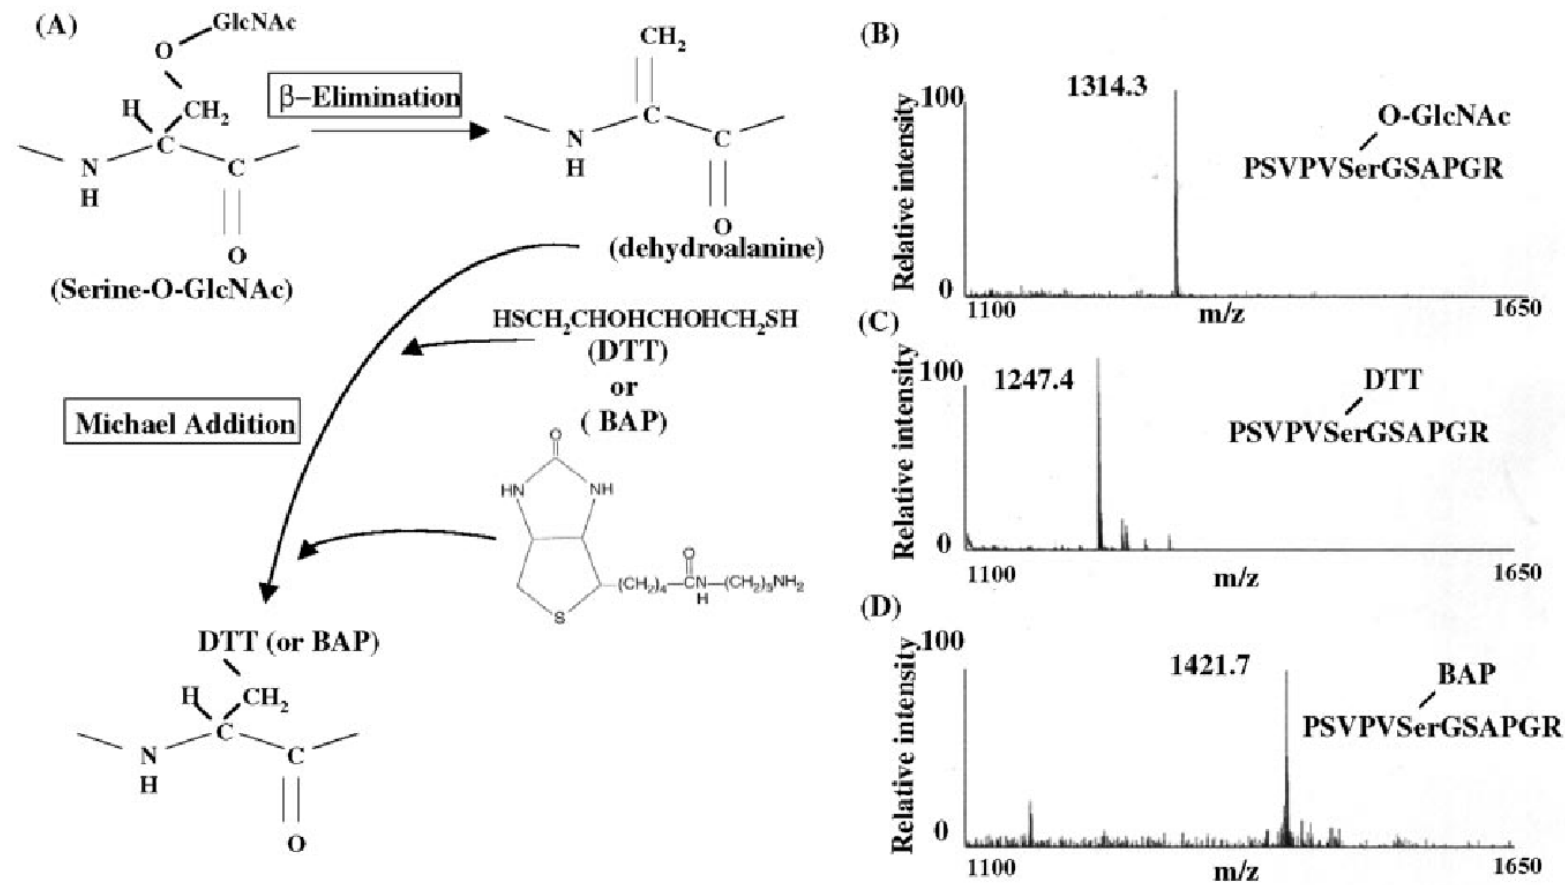 (A)
GlcNAc
O
H
CH₂
C
N
H
C
O
(Serine-O-GlcNAc)
β–Elimination
CH₂
C
N
H
C
O
(dehydroalanine)
HSCH₂CHOHCHOHCH₂SH
(DTT)
or
( BAP)
Michael Addition
O
HN
NH
S
(CH₂)₄
O
CN
H
(CH₂)₅NH₂
DTT (or BAP)
H
CH₂
C
N
H
C
O
(B)
Relative intensity
100
0
1314.3
O-GlcNAc
PSVPVSerGSAPGR
1100
m/z
1650
(C)
Relative intensity
100
0
1247.4
DTT
PSVPVSerGSAPGR
1100
m/z
1650
(D)
Relative intensity
100
0
1421.7
BAP
PSVPVSerGSAPGR
1100
m/z
1650